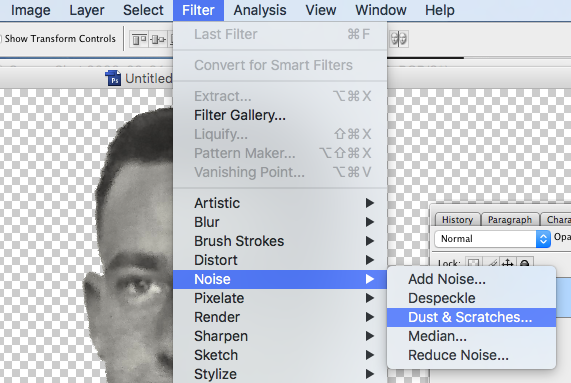 Image Layer Select Filter Analysis View Window Help
Show Transform Controls
Last Filter ⌘F
Convert for Smart Filters
Untitled
Extract... ⌥⌘X
Filter Gallery...
Liquify... ⇧⌘X
Pattern Maker... ⌥⇧⌘X
Vanishing Point... ⌥⌘V
Artistic
Blur
Brush Strokes
Distort
Noise
Pixelate
Render
Sharpen
Sketch
Stylize
History Paragraph Chara
Normal Opa
Lock:
Add Noise...
Despeckle
Dust & Scratches...
Median...
Reduce Noise...